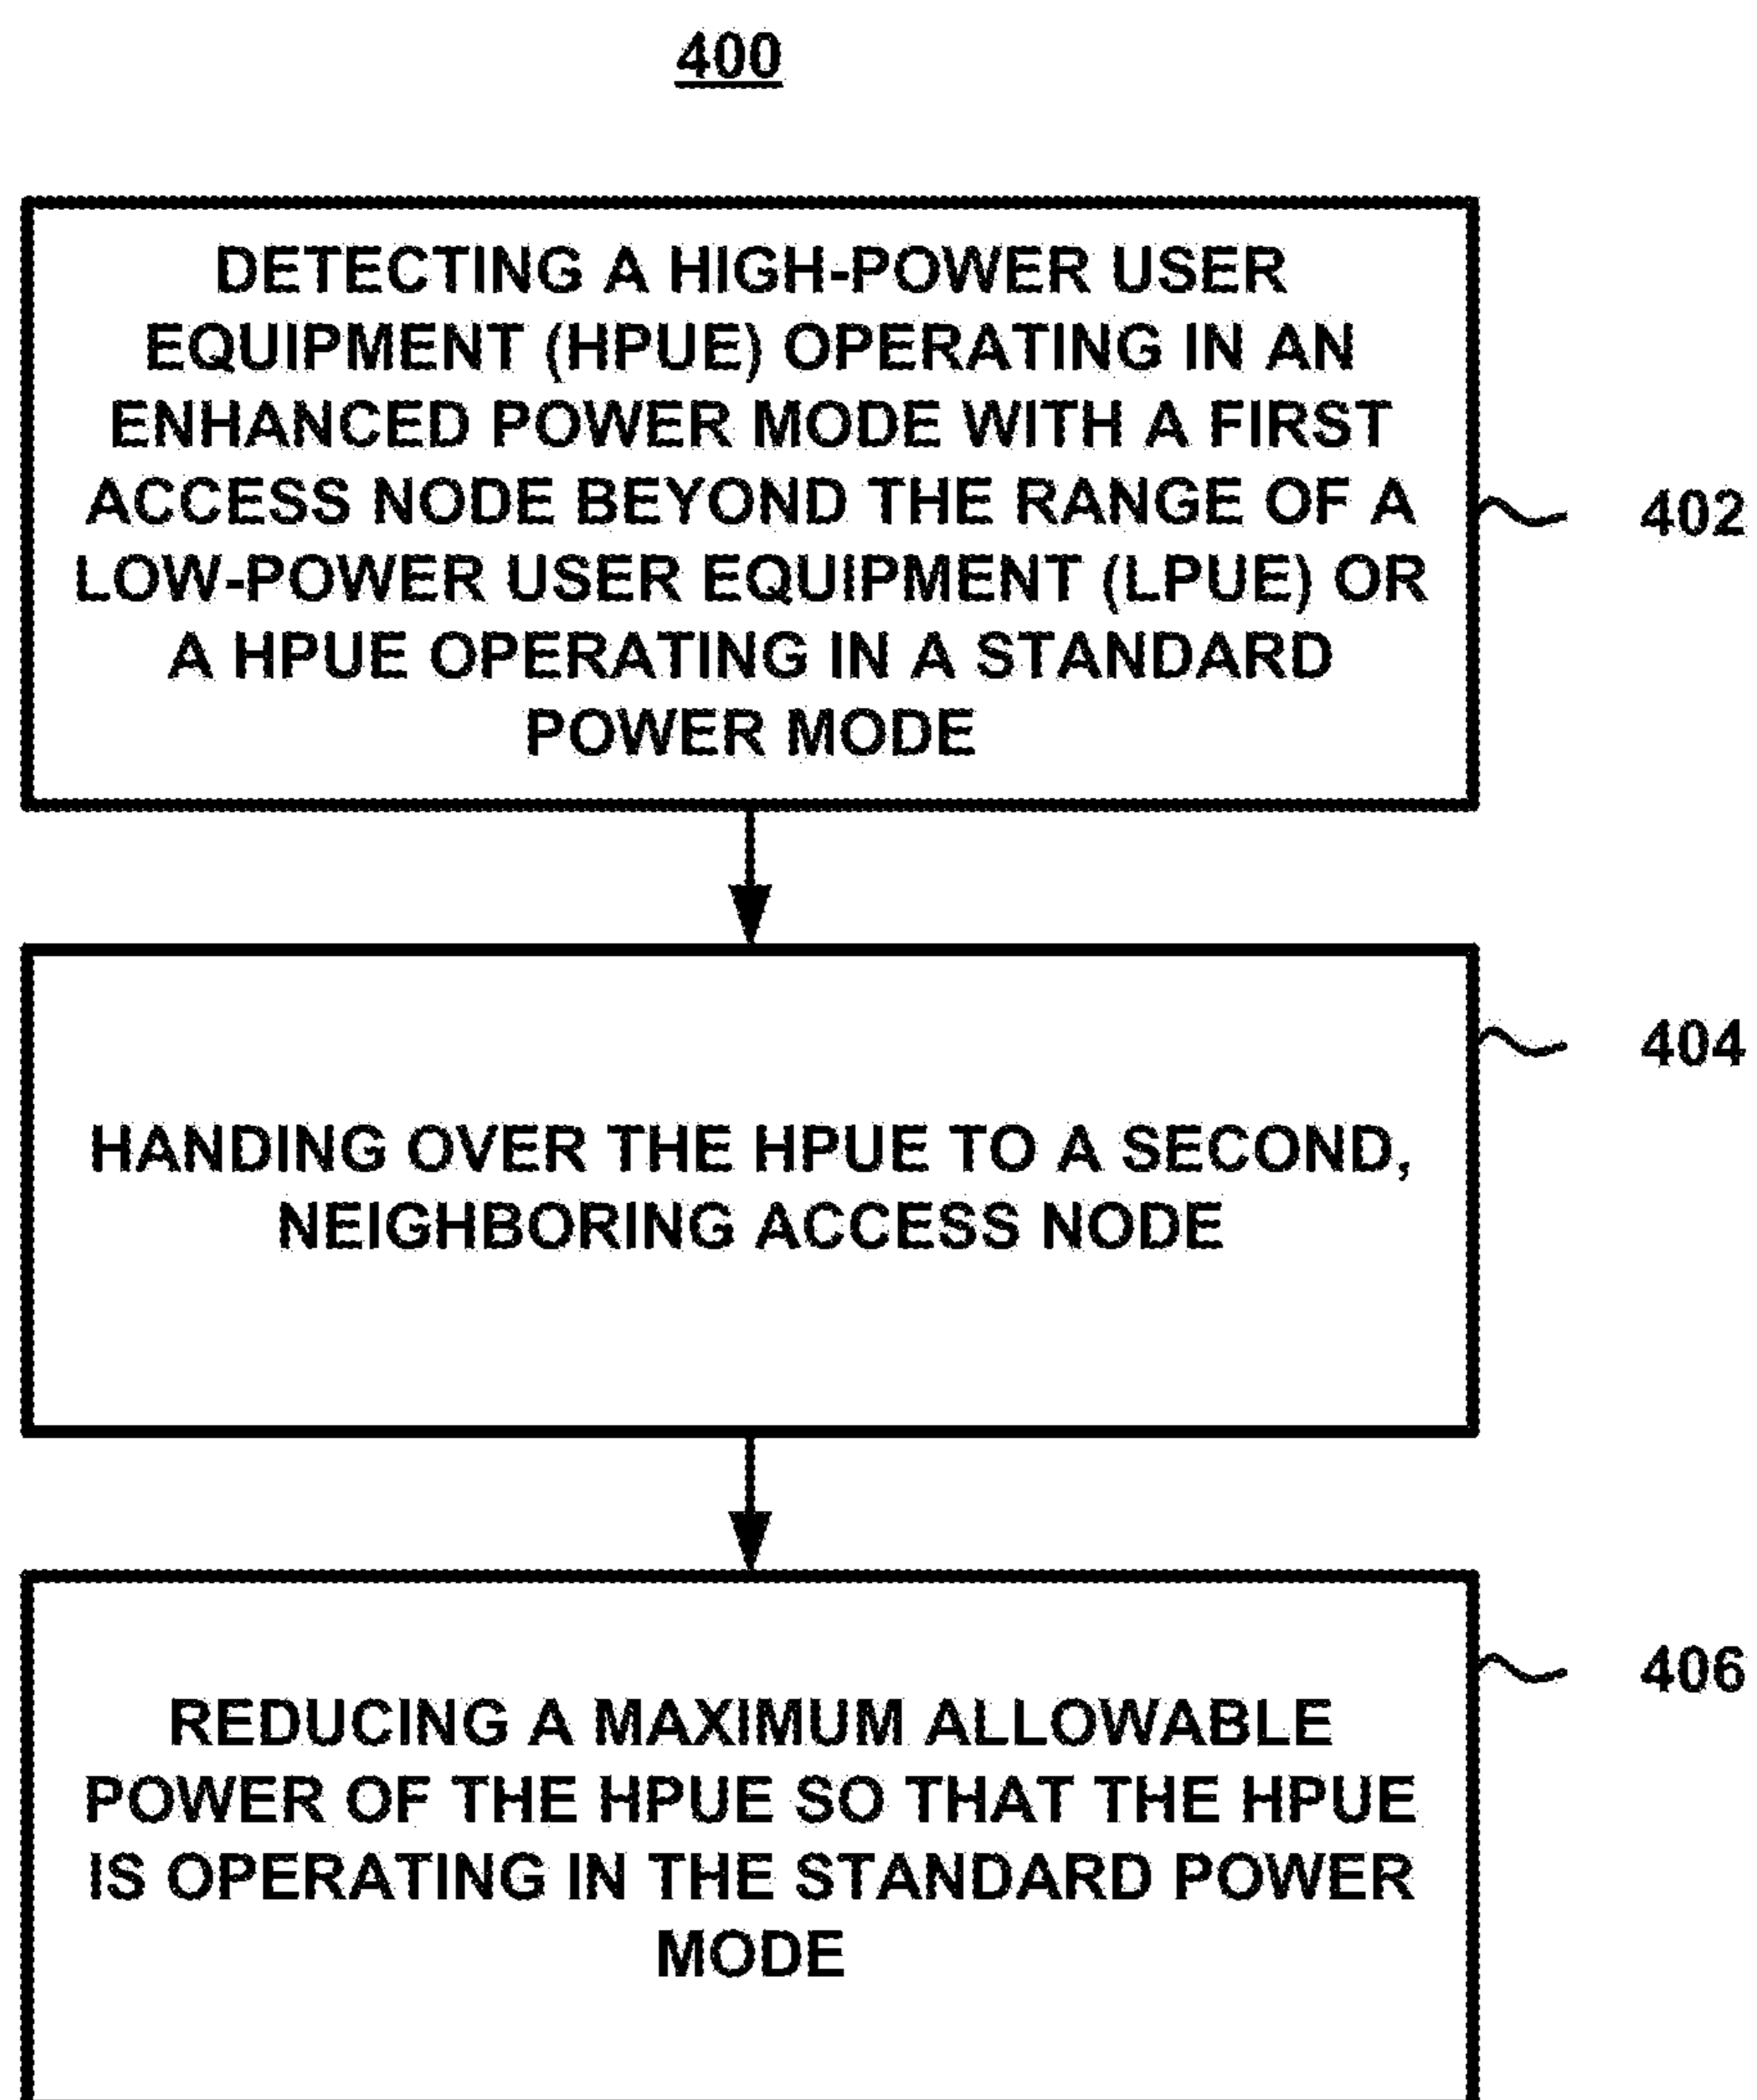 400
DETECTING A HIGH-POWER USER
EQUIPMENT (HPUE) OPERATING IN AN
ENHANCED POWER MODE WITH A FIRST
ACCESS NODE BEYOND THE RANGE OF A
LOW-POWER USER EQUIPMENT (LPUE) OR
A HPUE OPERATING IN A STANDARD
POWER MODE
402
404
HANDING OVER THE HPUE TO A SECOND,
NEIGHBORING ACCESS NODE
406
REDUCING A MAXIMUM ALLOWABLE
POWER OF THE HPUE SO THAT THE HPUE
IS OPERATING IN THE STANDARD POWER
MODE